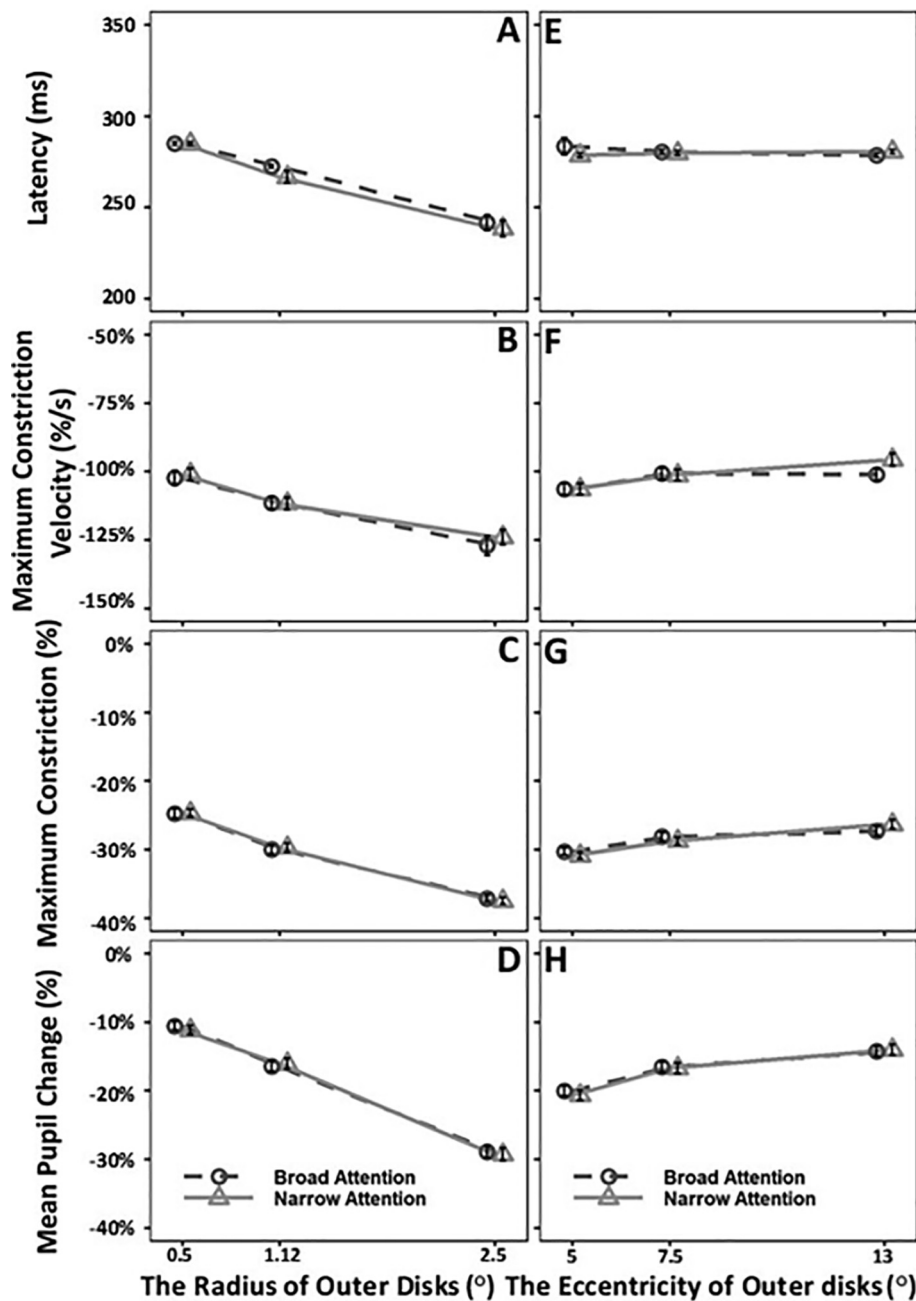 350
300
250
200
Latency (ms)
A
E
-50%
-75%
-100%
-125%
-150%
Maximum Constriction
Velocity (%/s)
B
F
0%
-10%
-20%
-30%
-40%
Maximum Constriction (%)
C
G
0%
-10%
-20%
-30%
-40%
Mean Pupil Change (%)
D
H
Broad Attention
Narrow Attention
Broad Attention
Narrow Attention
0.5
1.12
2.5
5
7.5
13
The Radius of Outer Disks (°)
The Eccentricity of Outer disks (°)